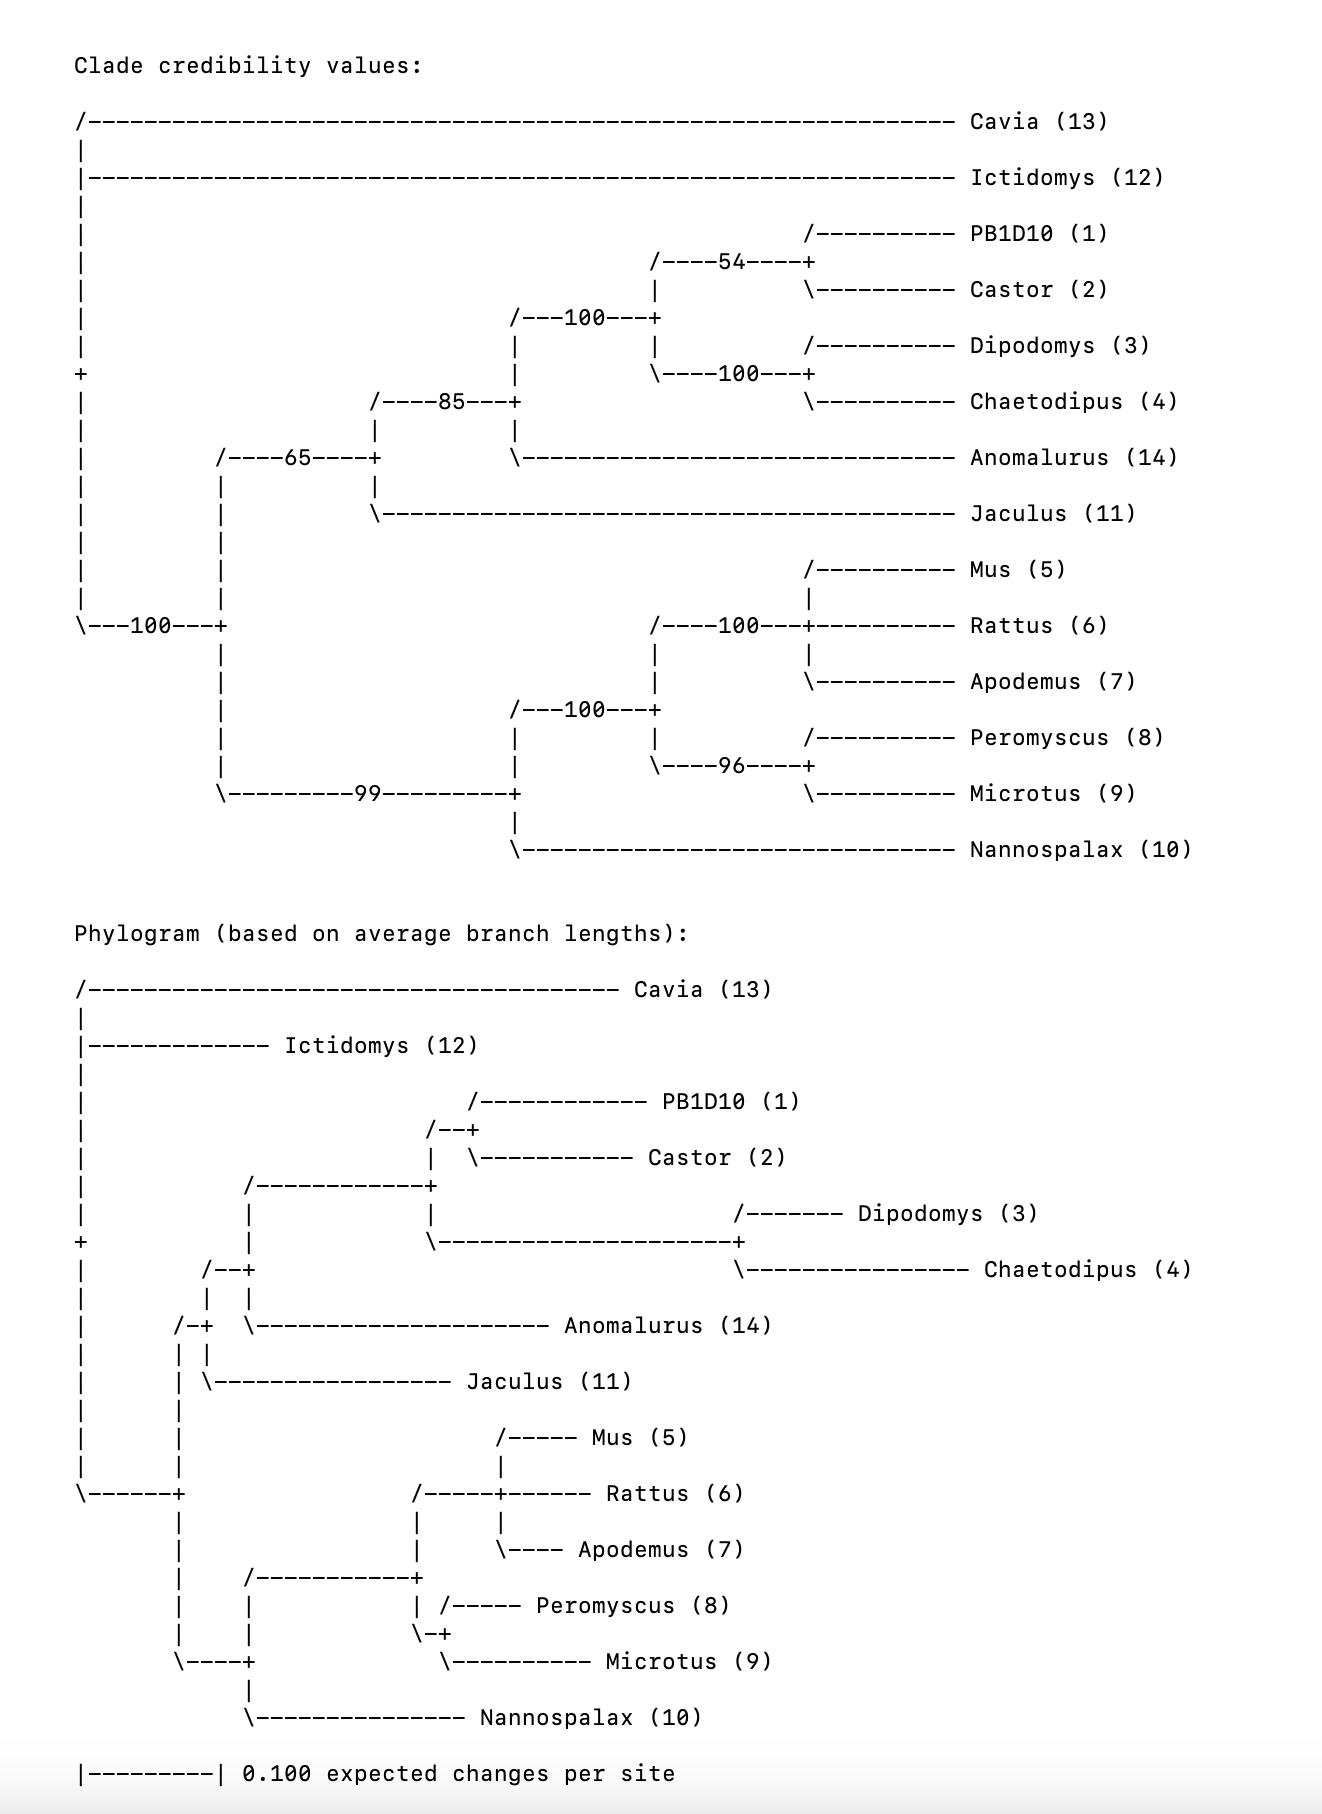 Clade credibility values:
Cavia (13)
Ictidomys (12)
PB1D10 (1)
54
Castor (2)
100
Dipodomys (3)
100
85 Chaetodipus (4)
65 Anomalurus (14)
Jaculus (11)
Mus (5)
100 100 Rattus (6)
Apodemus (7)
100
Peromyscus (8)
96
99 Microtus (9)
Nannospalax (10)
Phylogram (based on average branch lengths):
Cavia (13)
Ictidomys (12)
PB1D10 (1)
Castor (2)
Dipodomys (3)
Chaetodipus (4)
Anomalurus (14)
Jaculus (11)
Mus (5)
Rattus (6)
Apodemus (7)
Peromyscus (8)
Microtus (9)
Nannospalax (10)
|---------| 0.100 expected changes per site